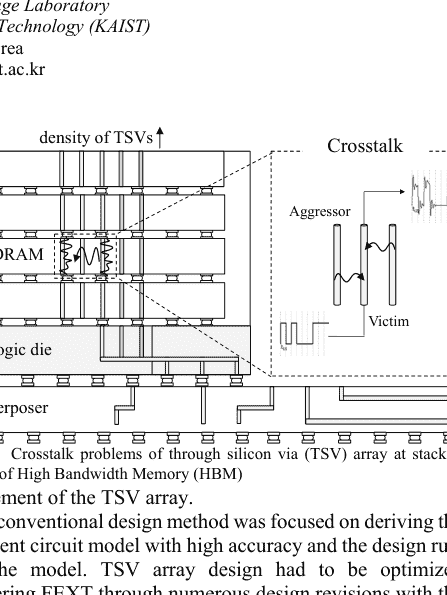 ge Laboratory
Technology (KAIST)
rea
t.ac.kr
density of TSVs
Crosstalk
Aggressor
DRAM
Victim
ogic die
erposer
Crosstalk problems of through silicon via (TSV) array at stack
of High Bandwidth Memory (HBM)
ement of the TSV array.
conventional design method was focused on deriving th
ent circuit model with high accuracy and the design ru
he model. TSV array design had to be optimize
ering FEXT through numerous design revisions with th